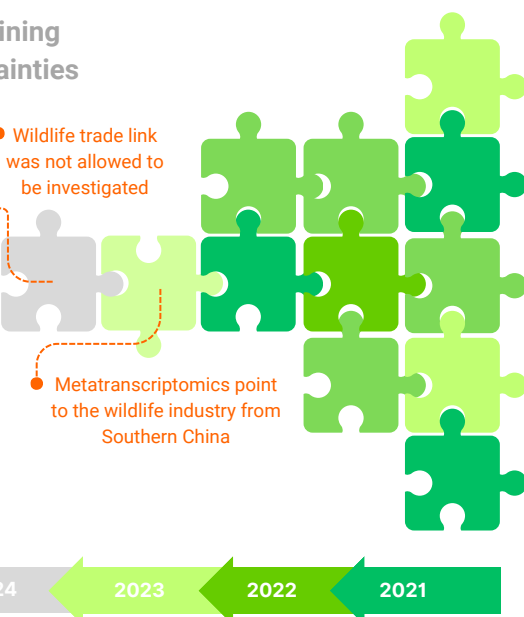 ining
ainties
Wildlife trade link
was not allowed to
be investigated
Metatranscriptomics point
to the wildlife industry from
Southern China
24 2023 2022 2021